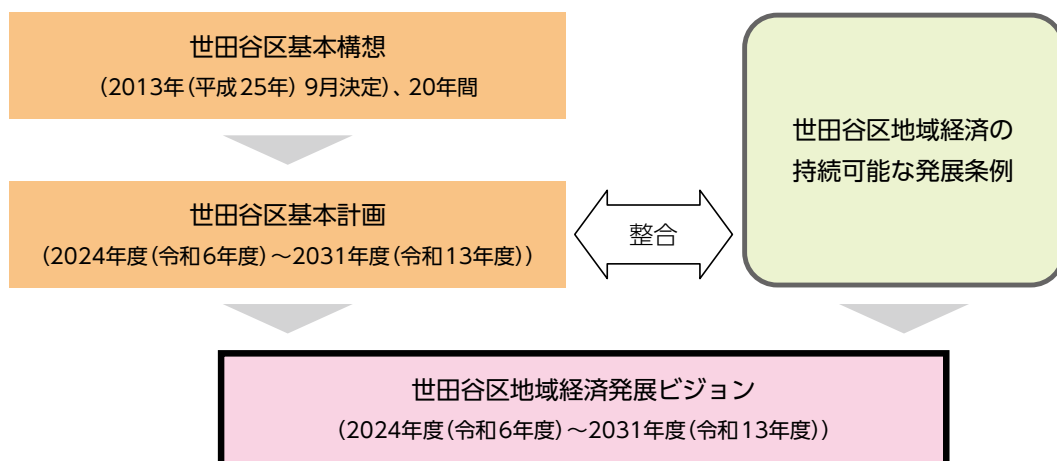 世田谷区基本構想
（2013年（平成25年）9月決定）、20年間
世田谷区地域経済の
持続可能な発展条例
世田谷区基本計画
（2024年度（令和6年度）～2031年度（令和13年度））
整合
世田谷区地域経済発展ビジョン
（2024年度（令和6年度）～2031年度（令和13年度））